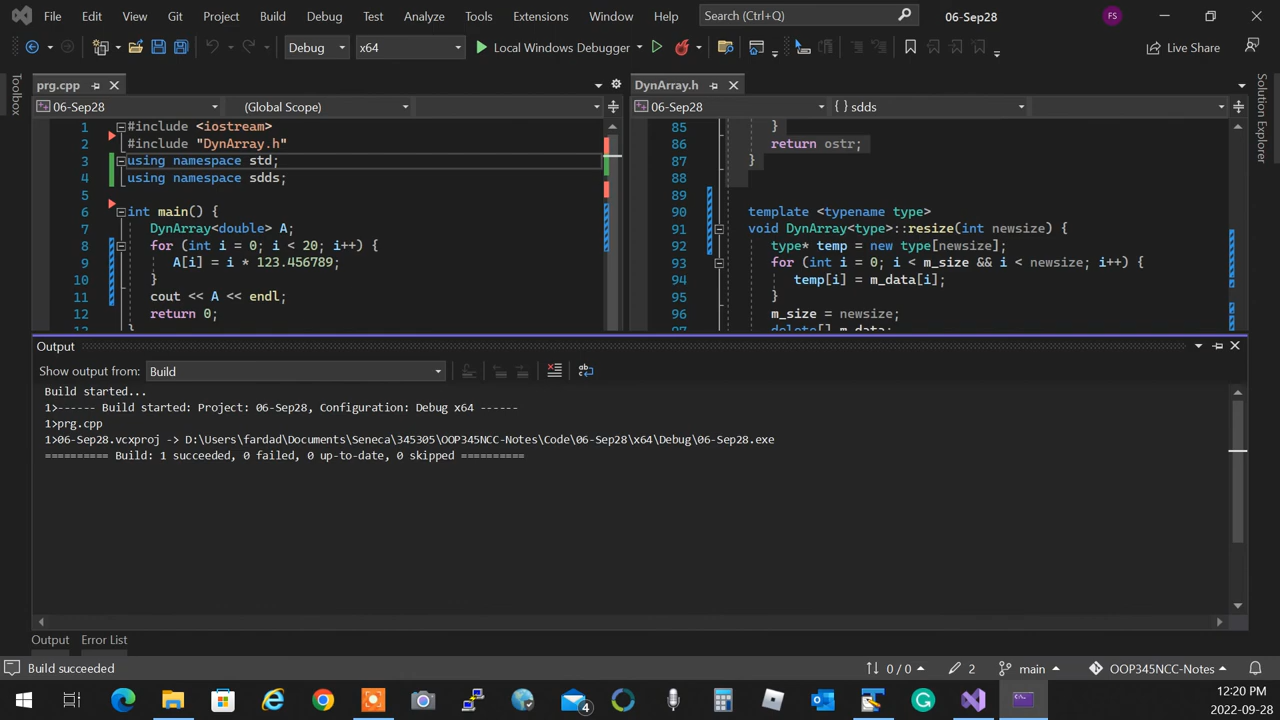 File Edit View Git Project Build Debug Test Analyze Tools Extensions Window Help Search (Ctrl+Q) 06-Sep28 FS
Debug x64 Local Windows Debugger Live Share
Toolbox
prg.cpp
06-Sep28 (Global Scope)
1 #include <iostream>
2 #include "DynArray.h"
3 using namespace std;
4 using namespace sdds;
5
6 int main() {
7 DynArray<double> A;
8 for (int i = 0; i < 20; i++) {
9 A[i] = i * 123.456789;
10 }
11 cout << A << endl;
12 return 0;
13 }
DynArray.h
06-Sep28 sdds
85 }
86 return ostr;
87 }
88
89
90 template <typename type>
91 void DynArray<type>::resize(int newsize) {
92 type* temp = new type[newsize];
93 for (int i = 0; i < m_size && i < newsize; i++) {
94 temp[i] = m_data[i];
95 }
96 m_size = newsize;
97 delete[] m_data;
Solution Explorer
Output
Show output from: Build
Build started...
1>------ Build started: Project: 06-Sep28, Configuration: Debug x64 ------
1>prg.cpp
1>06-Sep28.vcxproj -> D:\Users\fardad\Documents\Seneca\345305\OOP345NCC-Notes\Code\06-Sep28\x64\Debug\06-Sep28.exe
========== Build: 1 succeeded, 0 failed, 0 up-to-date, 0 skipped ==========
Output Error List
Build succeeded 0 / 0 2 main OOP345NCC-Notes
4
12:20 PM
2022-09-28